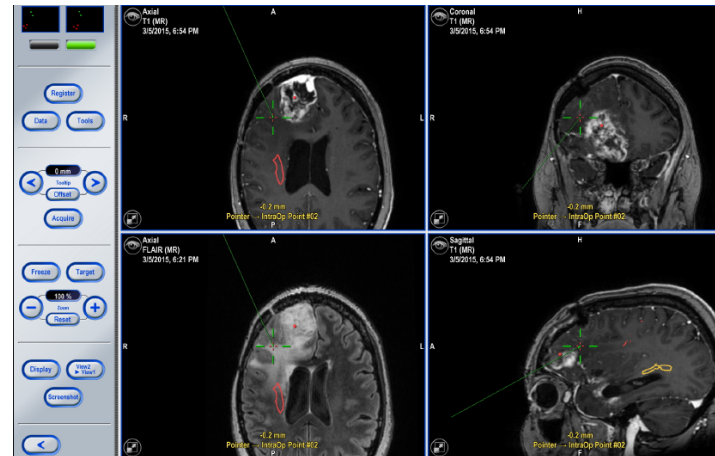 Register
Data
Tools
0 mm
Tooltip
Offset
Acquire
Freeze
Target
100 %
Zoom
Reset
Display
View2
► View1
Screenshot
Axial
T1 (MR)
3/5/2015, 6:54 PM
A
R
L
-0.2 mm
Pointer → IntraOp Point #02
P
Coronal
T1 (MR)
3/5/2015, 6:54 PM
H
R
L
-0.2 mm
Pointer → IntraOp Point #02
F
Axial
FLAIR (MR)
3/5/2015, 6:21 PM
A
R
L
-0.2 mm
Pointer → IntraOp Point #02
P
Sagittal
T1 (MR)
3/5/2015, 6:54 PM
H
A
P
-0.2 mm
Pointer → IntraOp Point #02
F